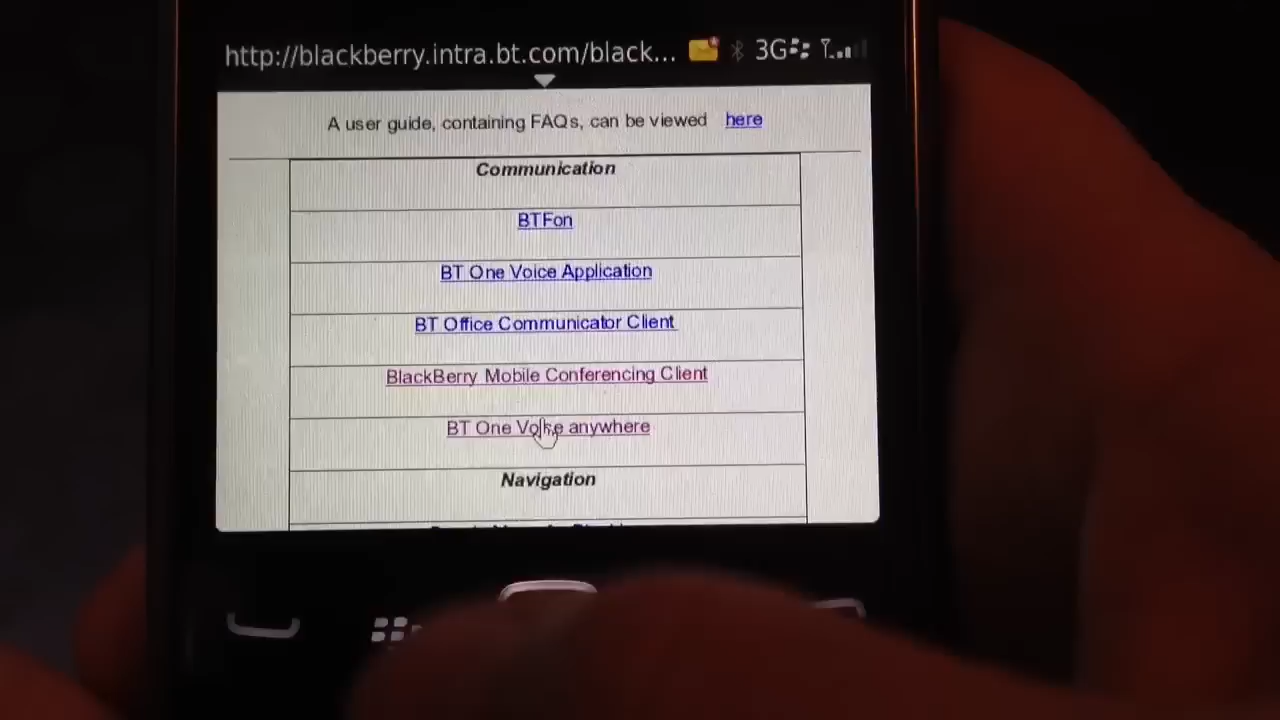 http://blackberry.intra.bt.com/black... 3G
A user guide, containing FAQs, can be viewed here
Communication
BTFon
BT One Voice Application
BT Office Communicator Client
BlackBerry Mobile Conferencing Client
BT One Voice anywhere
Navigation